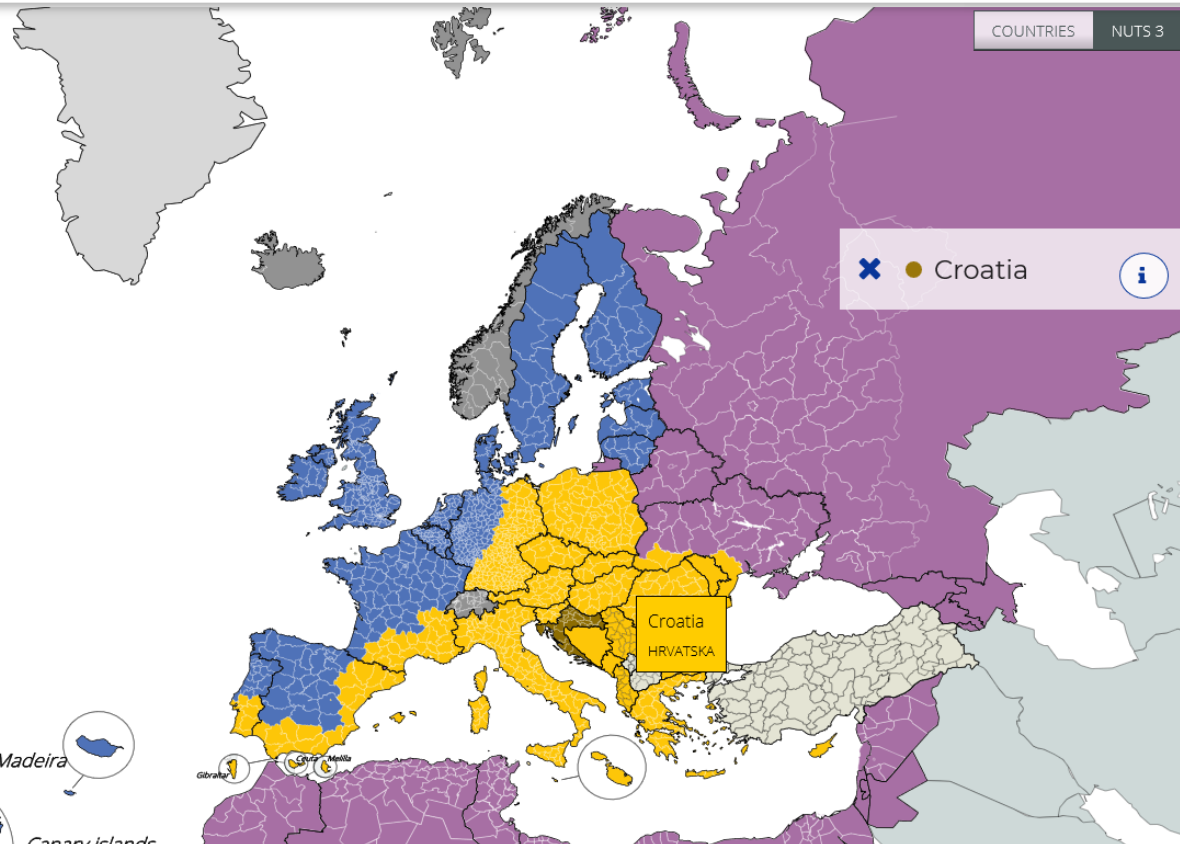 COUNTRIES
NUTS 3
Croatia
i
Croatia
HRVATSKA
Madeira
Gibraltar
Ceuta
Melilla
Canary islands